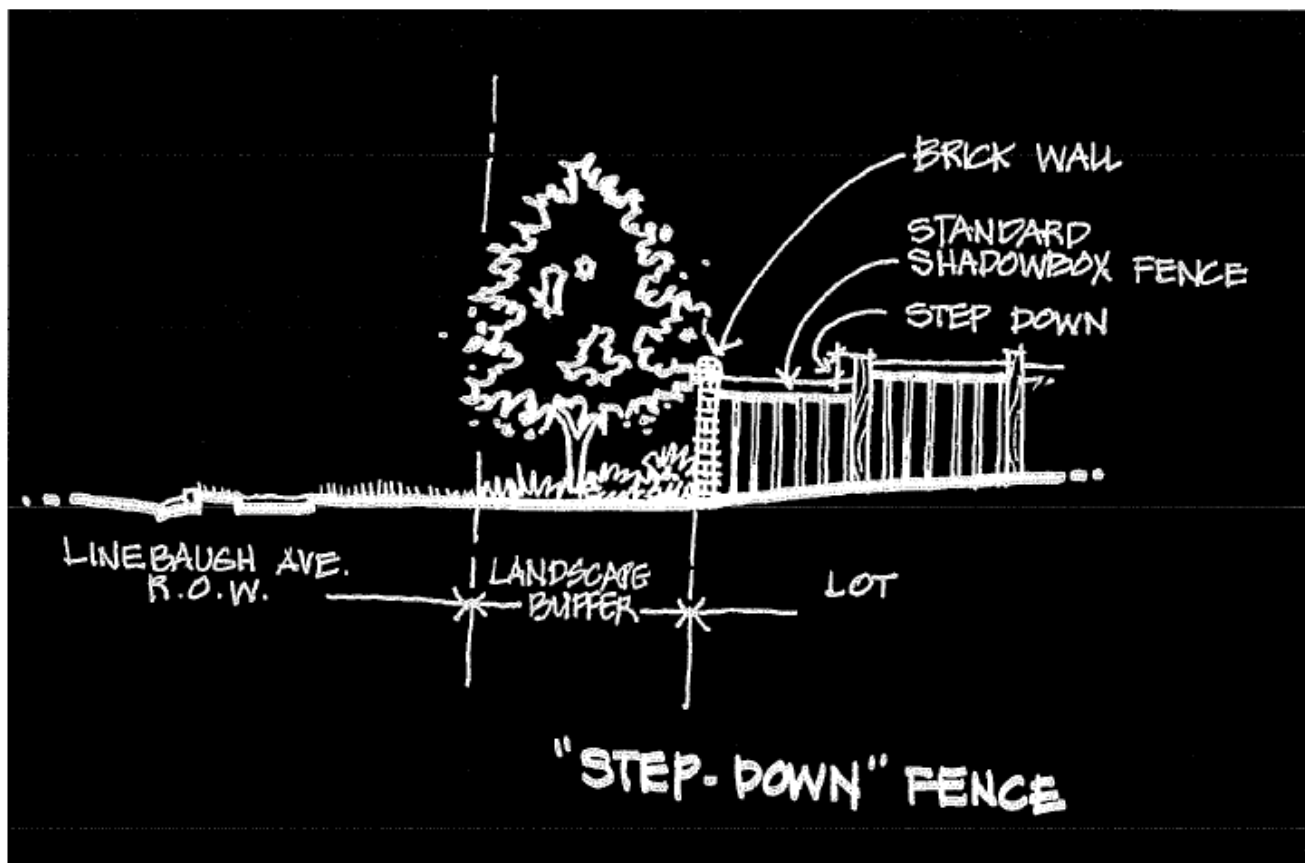 BRICK WALL
STANDARD
SHADOWBOX FENCE
STEP DOWN
LINEBAUGH AVE.
R.O.W.
LANDSCAPE
BUFFER
LOT
"STEP-DOWN" FENCE